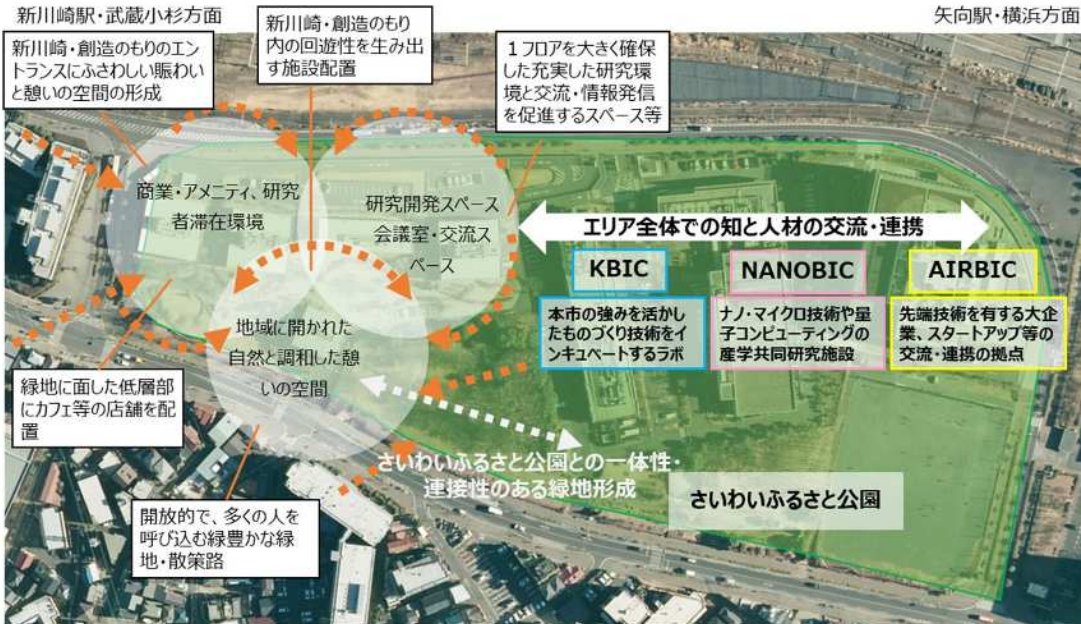 新川崎駅・武蔵小杉方面
矢向駅・横浜方面
新川崎・創造のもりのエン
トランスにふさわしい賑わい
と憩いの空間の形成
新川崎・創造のもり
内の回遊性を生み出
す施設配置
1フロアを大きく確保
した充実した研究環
境と交流・情報発信
を促進するスペース等
商業・アメニティ、研究
者滞在環境
研究開発スペース
会議室・交流ス
ペース
エリア全体での知と人材の交流・連携
KBIC
NANOBIC
AIRBIC
本市の強みを活かし
たものづくり技術をイ
ンキュベートするラボ
ナノ・マイクロ技術や量
子コンピューティングの
産学共同研究施設
先端技術を有する大企
業、スタートアップ等の
交流・連携の拠点
地域に開かれた
自然と調和した憩
いの空間
緑地に面した低層部
にカフェ等の店舗を配
置
さいわいふるさと公園との一体性・
連接性のある緑地形成
さいわいふるさと公園
開放的で、多くの人を
呼び込む緑豊かな緑
地・散策路